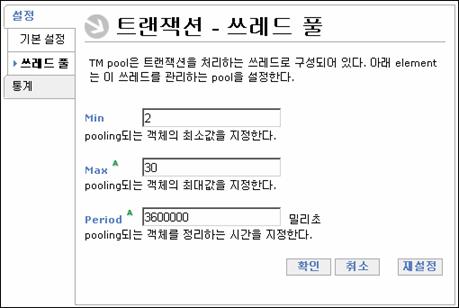 설정
기본 설정
쓰레드 풀
통계
트랜잭션 - 쓰레드 풀
TM pool은 트랜잭션을 처리하는 쓰레드로 구성되어 있다. 아래 element
는 이 쓰레드를 관리하는 pool을 설정한다.
Min 2
pooling되는 객체의 최소값을 지정한다.
Max A 30
pooling되는 객체의 최대값을 지정한다.
Period A 3600000 밀리초
pooling되는 객체를 정리하는 시간을 지정한다.
확인 취소 재설정